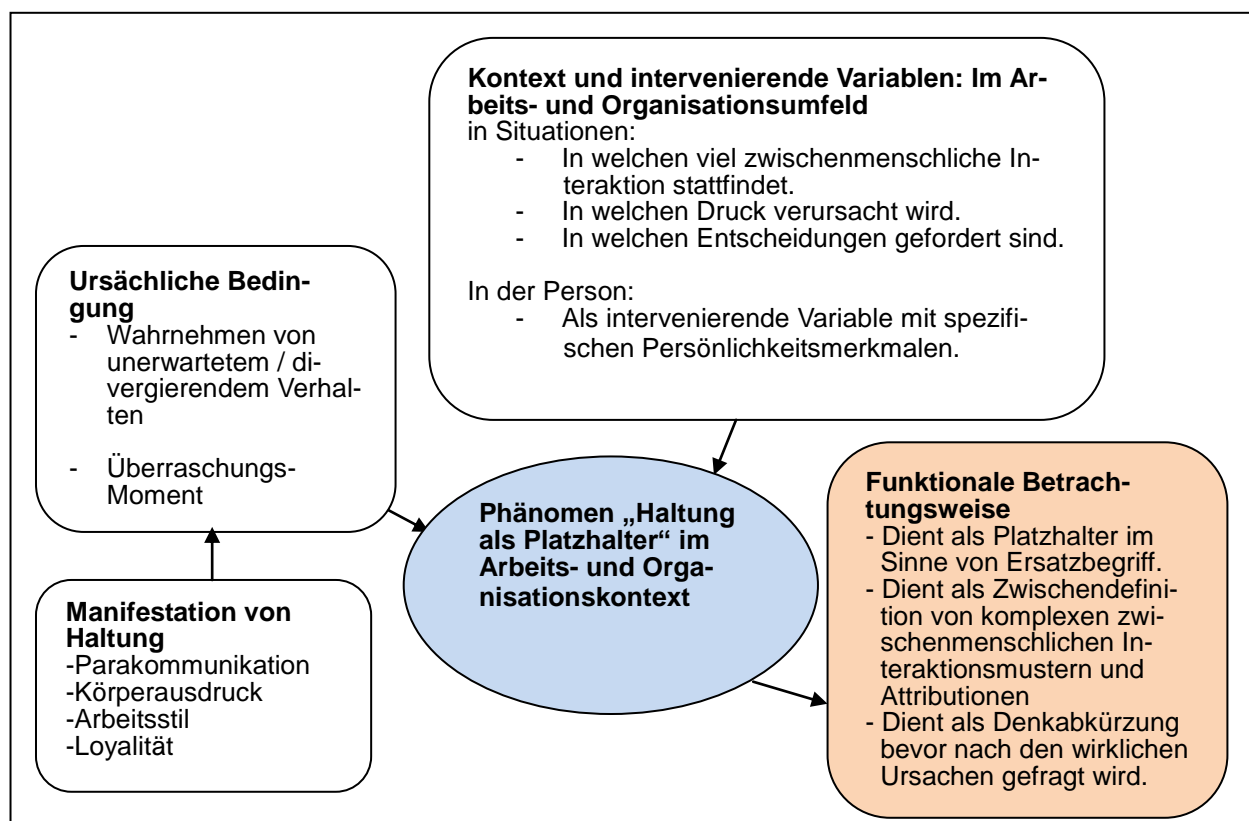 Kontext und intervenierende Variablen: Im Ar-
beits- und Organisationsumfeld
in Situationen:
- In welchen viel zwischenmenschliche In-
teraktion stattfindet.
- In welchen Druck verursacht wird.
- In welchen Entscheidungen gefordert sind.
In der Person:
- Als intervenierende Variable mit spezifi-
schen Persönlichkeitsmerkmalen.
Ursächliche Bedin-
gung
- Wahrnehmen von
unerwartetem / di-
vergierendem Verhal-
ten
- Überraschungs-
Moment
Manifestation von
Haltung
-Parakommunikation
-Körperausdruck
-Arbeitsstil
-Loyalität
Phänomen „Haltung
als Platzhalter“ im
Arbeits- und Orga-
nisationskontext
Funktionale Betrach-
tungsweise
- Dient als Platzhalter im
Sinne von Ersatzbegriff.
- Dient als Zwischendefini-
tion von komplexen zwi-
schenmenschlichen In-
teraktionsmustern und
Attributionen
- Dient als Denkabkürzung
bevor nach den wirklichen
Ursachen gefragt wird.